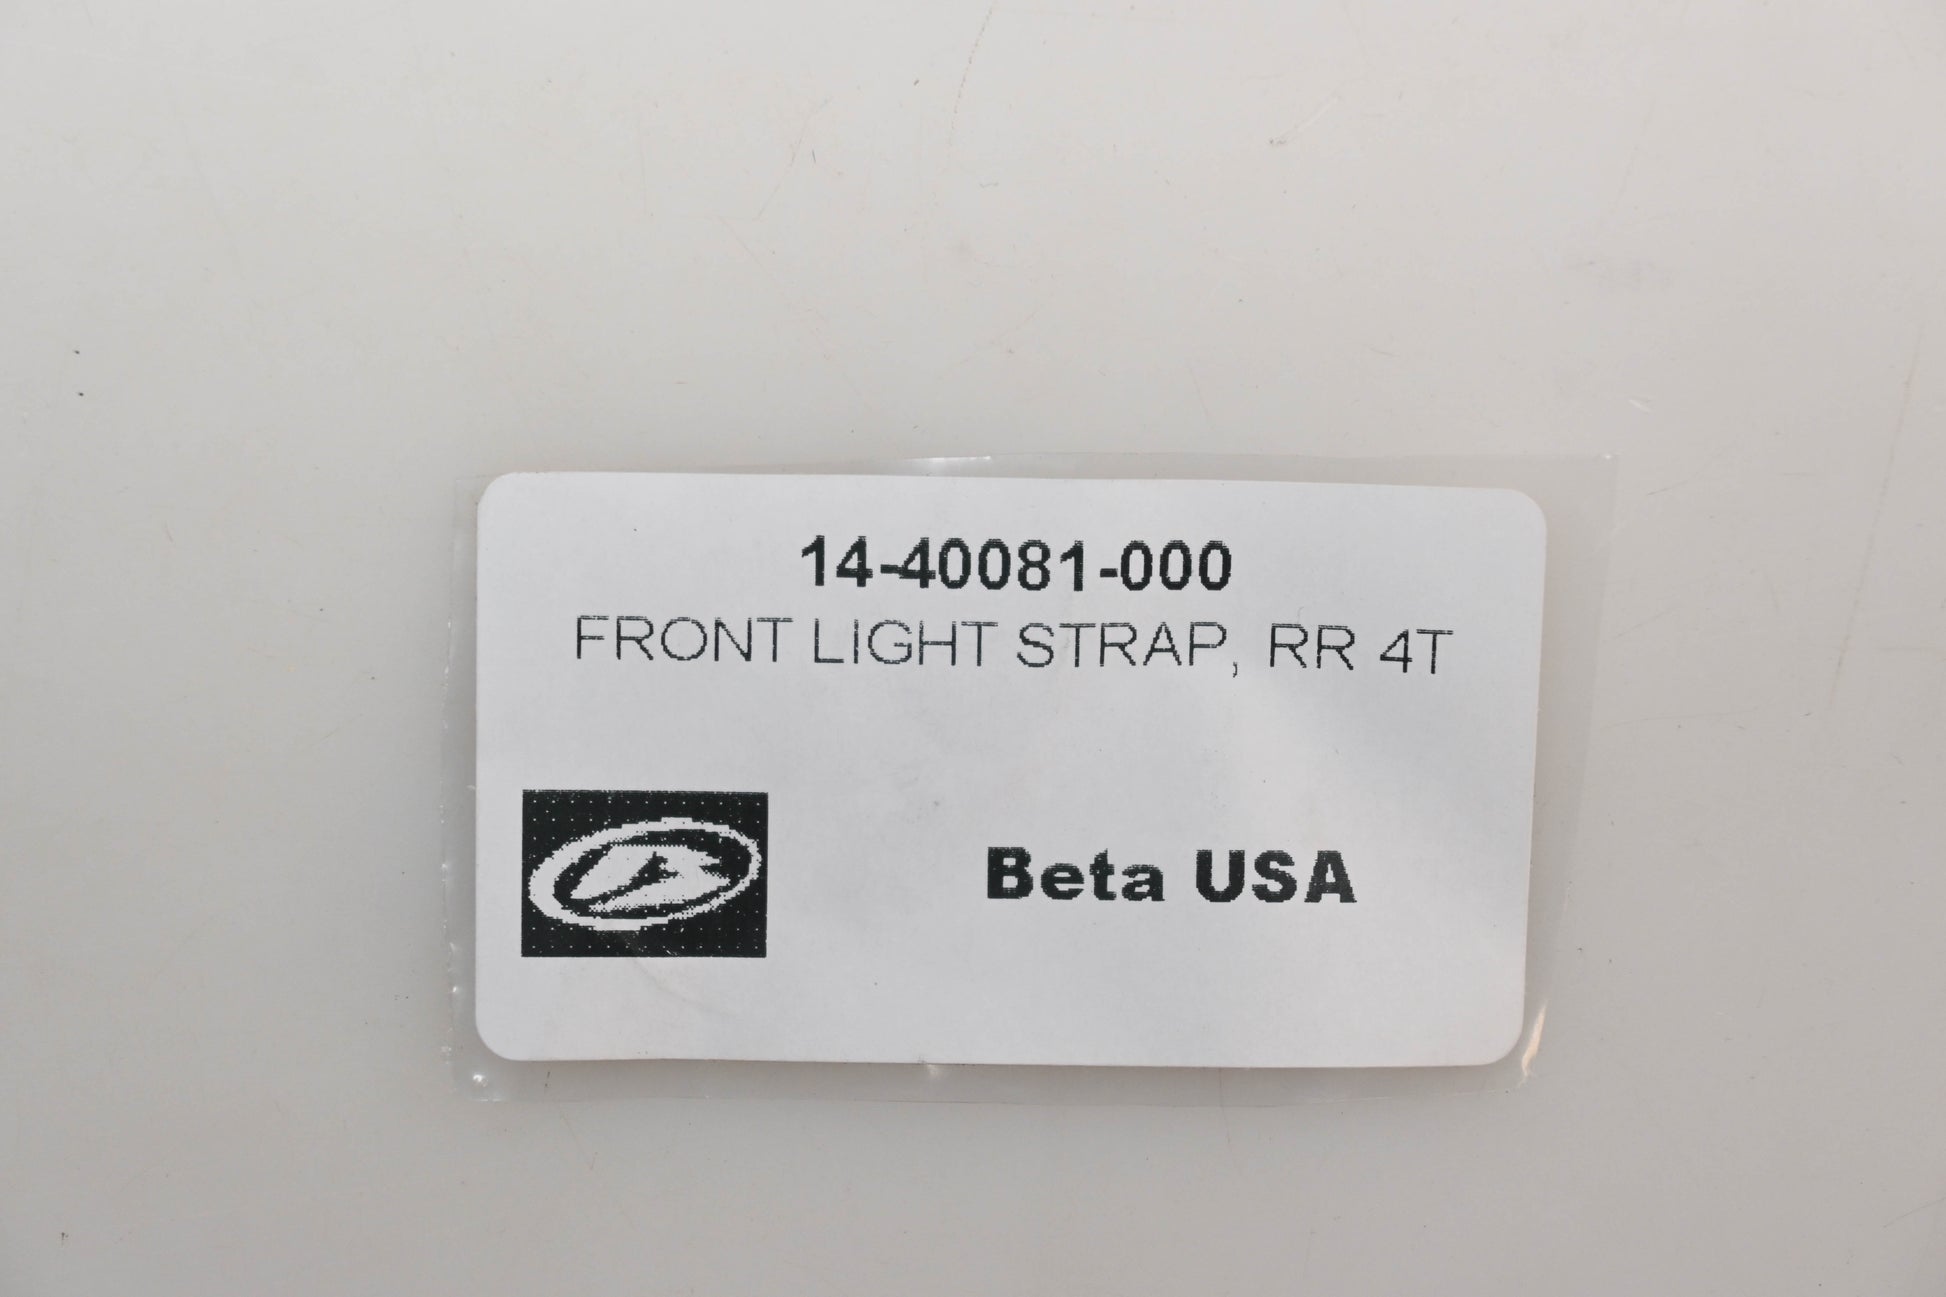 14-40081-000
FRONT LIGHT STRAP, RR 4T
Beta USA